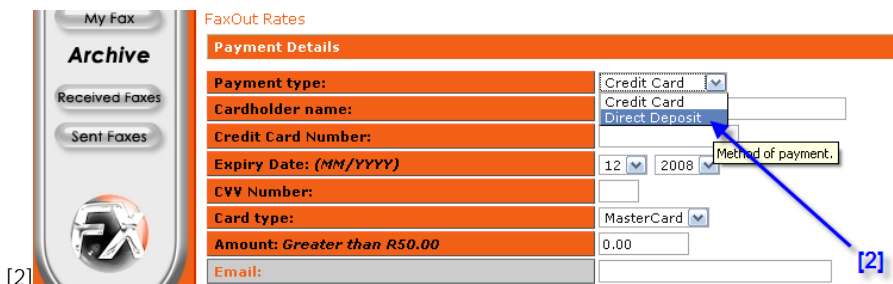 My Fax
Archive
Received Faxes
Sent Faxes
FX
[2]
FaxOut Rates
Payment Details
Payment type: Credit Card
Credit Card
Direct Deposit
Cardholder name:
Credit Card Number:
Method of payment.
Expiry Date: (MM/YYYY) 12 2008
CVV Number:
Card type: MasterCard
Amount: Greater than R50.00 0.00
Email:
[2]